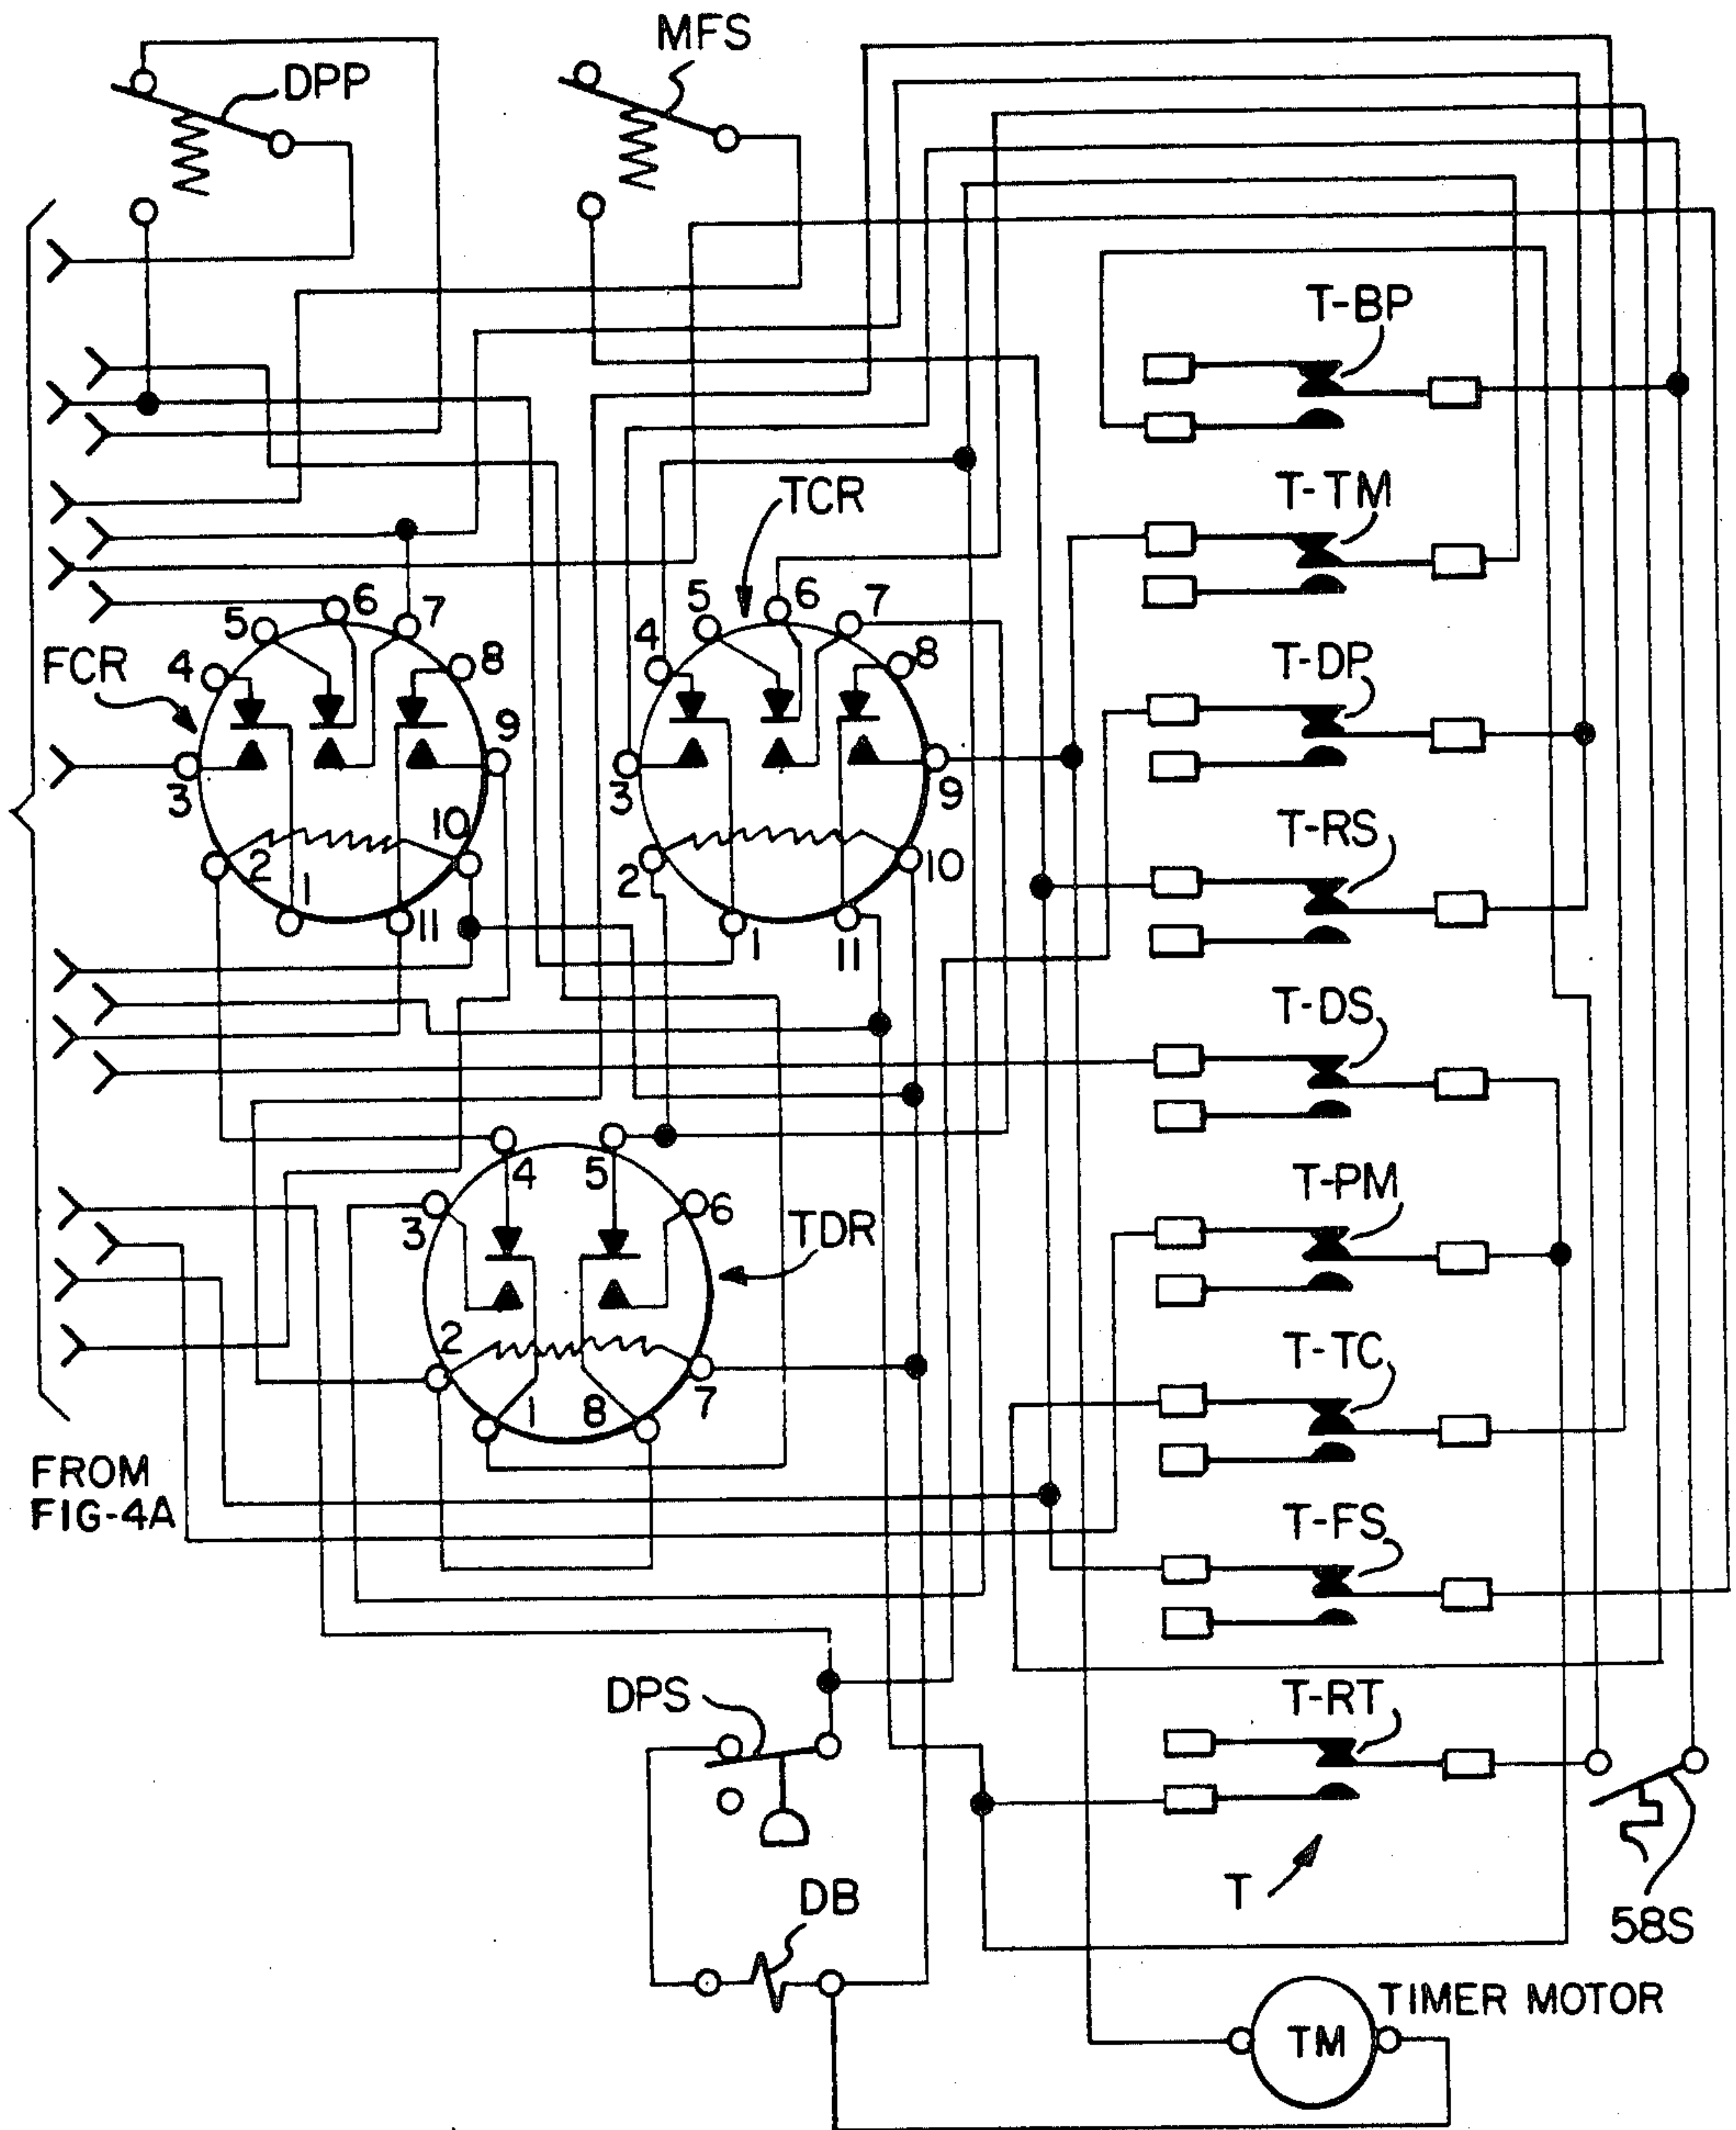 MFS
DPP
T-BP
TCR
T-TM
5 6 7 8 9 10 11 1 2 3 4
FCR
5 6 7 8 9 10 11 1 2 3 4
T-DP
T-RS
T-DS
4 5 6 7 8 1 2 3
TDR
T-PM
T-TC
FROM
FIG-4A
T-FS
DPS
T-RT
T
58S
DB
TIMER MOTOR
TM